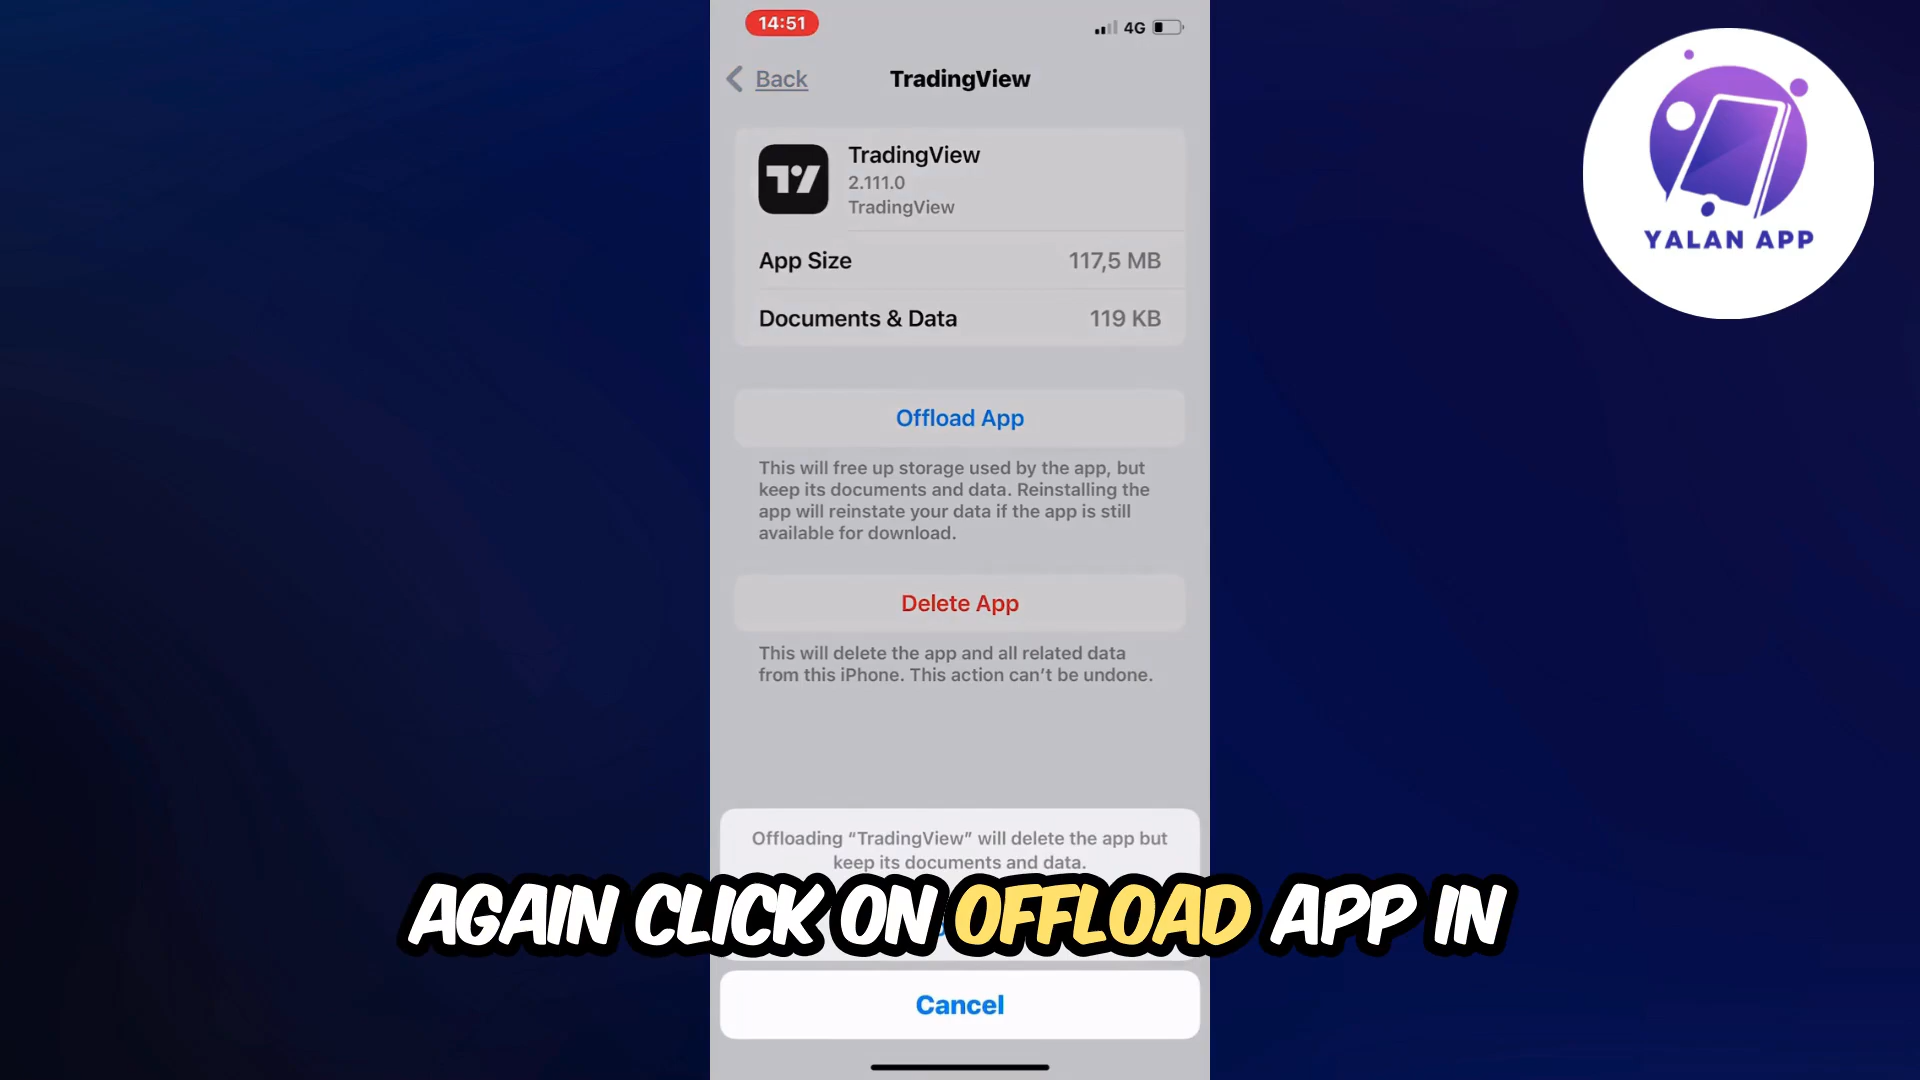 14:51
4G
Back
TradingView
TradingView
2.111.0
TradingView
App Size
117,5 MB
Documents & Data
119 KB
Offload App
This will free up storage used by the app, but
keep its documents and data. Reinstalling the
app will reinstate your data if the app is still
available for download.
Delete App
This will delete the app and all related data
from this iPhone. This action can't be undone.
Offloading “TradingView” will delete the app but
keep its documents and data.
AGAIN CLICK ON OFFLOAD APP IN
Cancel
YALAN APP